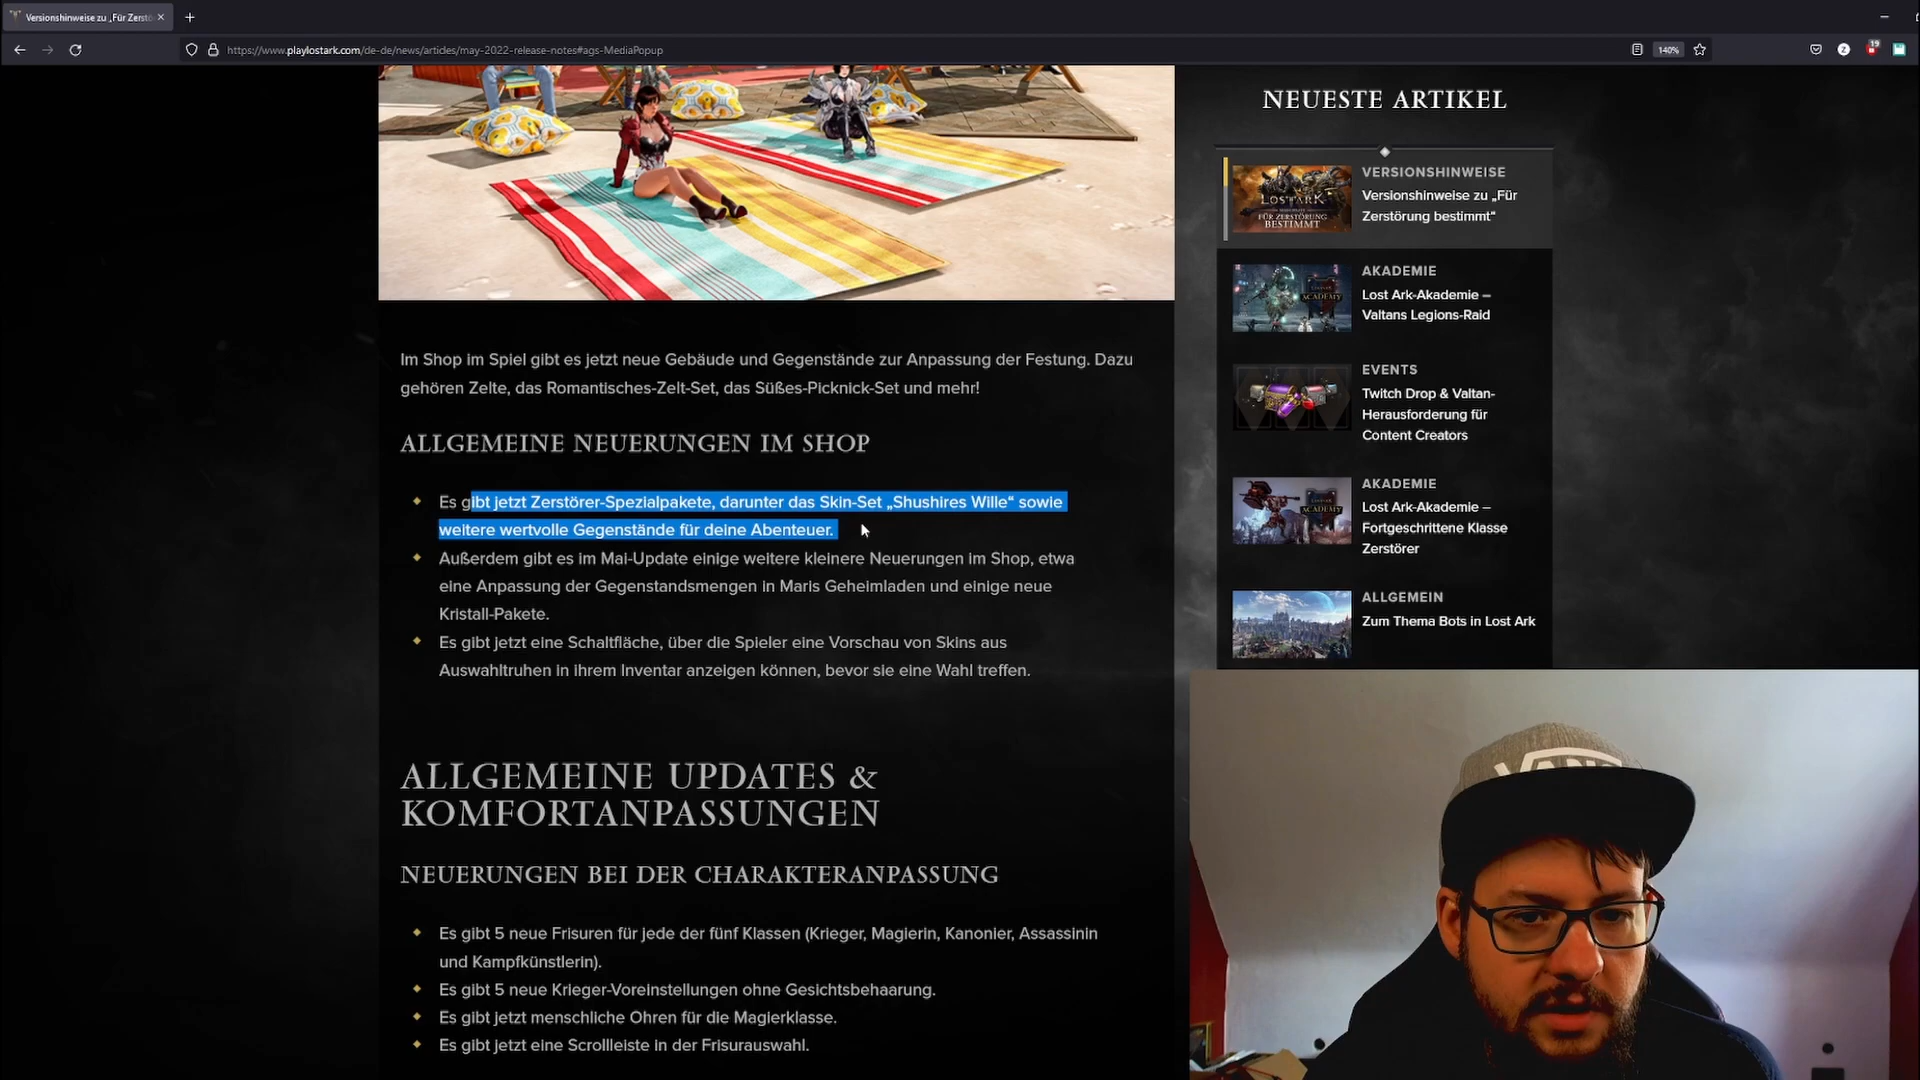 Versionshinweise zu „Für Zerstö
https://www.playlostark.com/de-de/news/articles/may-2022-release-notes#ags-MediaPopup
140%
Z
19
Im Shop im Spiel gibt es jetzt neue Gebäude und Gegenstände zur Anpassung der Festung. Dazu
gehören Zelte, das Romantisches-Zelt-Set, das Süßes-Picknick-Set und mehr!
ALLGEMEINE NEUERUNGEN IM SHOP
Es gibt jetzt Zerstörer-Spezialpakete, darunter das Skin-Set „Shushires Wille“ sowie
weitere wertvolle Gegenstände für deine Abenteuer.
Außerdem gibt es im Mai-Update einige weitere kleinere Neuerungen im Shop, etwa
eine Anpassung der Gegenstandsmengen in Maris Geheimladen und einige neue
Kristall-Pakete.
Es gibt jetzt eine Schaltfläche, über die Spieler eine Vorschau von Skins aus
Auswahltruhen in ihrem Inventar anzeigen können, bevor sie eine Wahl treffen.
ALLGEMEINE UPDATES &
KOMFORTANPASSUNGEN
NEUERUNGEN BEI DER CHARAKTERANPASSUNG
Es gibt 5 neue Frisuren für jede der fünf Klassen (Krieger, Magierin, Kanonier, Assassinin
und Kampfkünstlerin).
Es gibt 5 neue Krieger-Voreinstellungen ohne Gesichtsbehaarung.
Es gibt jetzt menschliche Ohren für die Magierklasse.
Es gibt jetzt eine Scrollleiste in der Frisurauswahl.
NEUESTE ARTIKEL
LOST ARK
FÜR ZERSTÖRUNG
BESTIMMT
VERSIONSHINWEISE
Versionshinweise zu „Für
Zerstörung bestimmt“
ACADEMY
AKADEMIE
Lost Ark-Akademie –
Valtans Legions-Raid
EVENTS
Twitch Drop & Valtan-
Herausforderung für
Content Creators
ACADEMY
AKADEMIE
Lost Ark-Akademie –
Fortgeschrittene Klasse
Zerstörer
ALLGEMEIN
Zum Thema Bots in Lost Ark
VANS